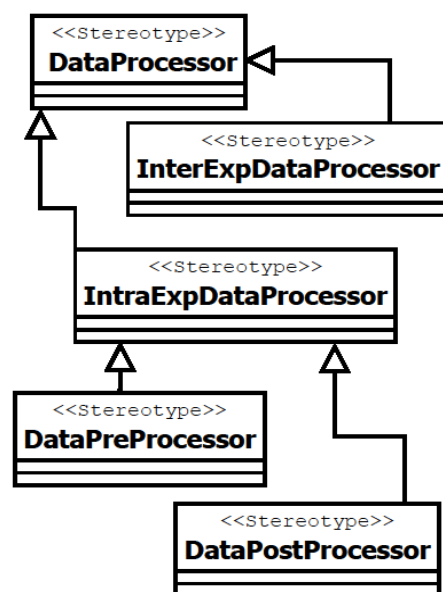 <<Stereotype>>
DataProcessor
<<Stereotype>>
InterExpDataProcessor
<<Stereotype>>
IntraExpDataProcessor
<<Stereotype>>
DataPreProcessor
<<Stereotype>>
DataPostProcessor